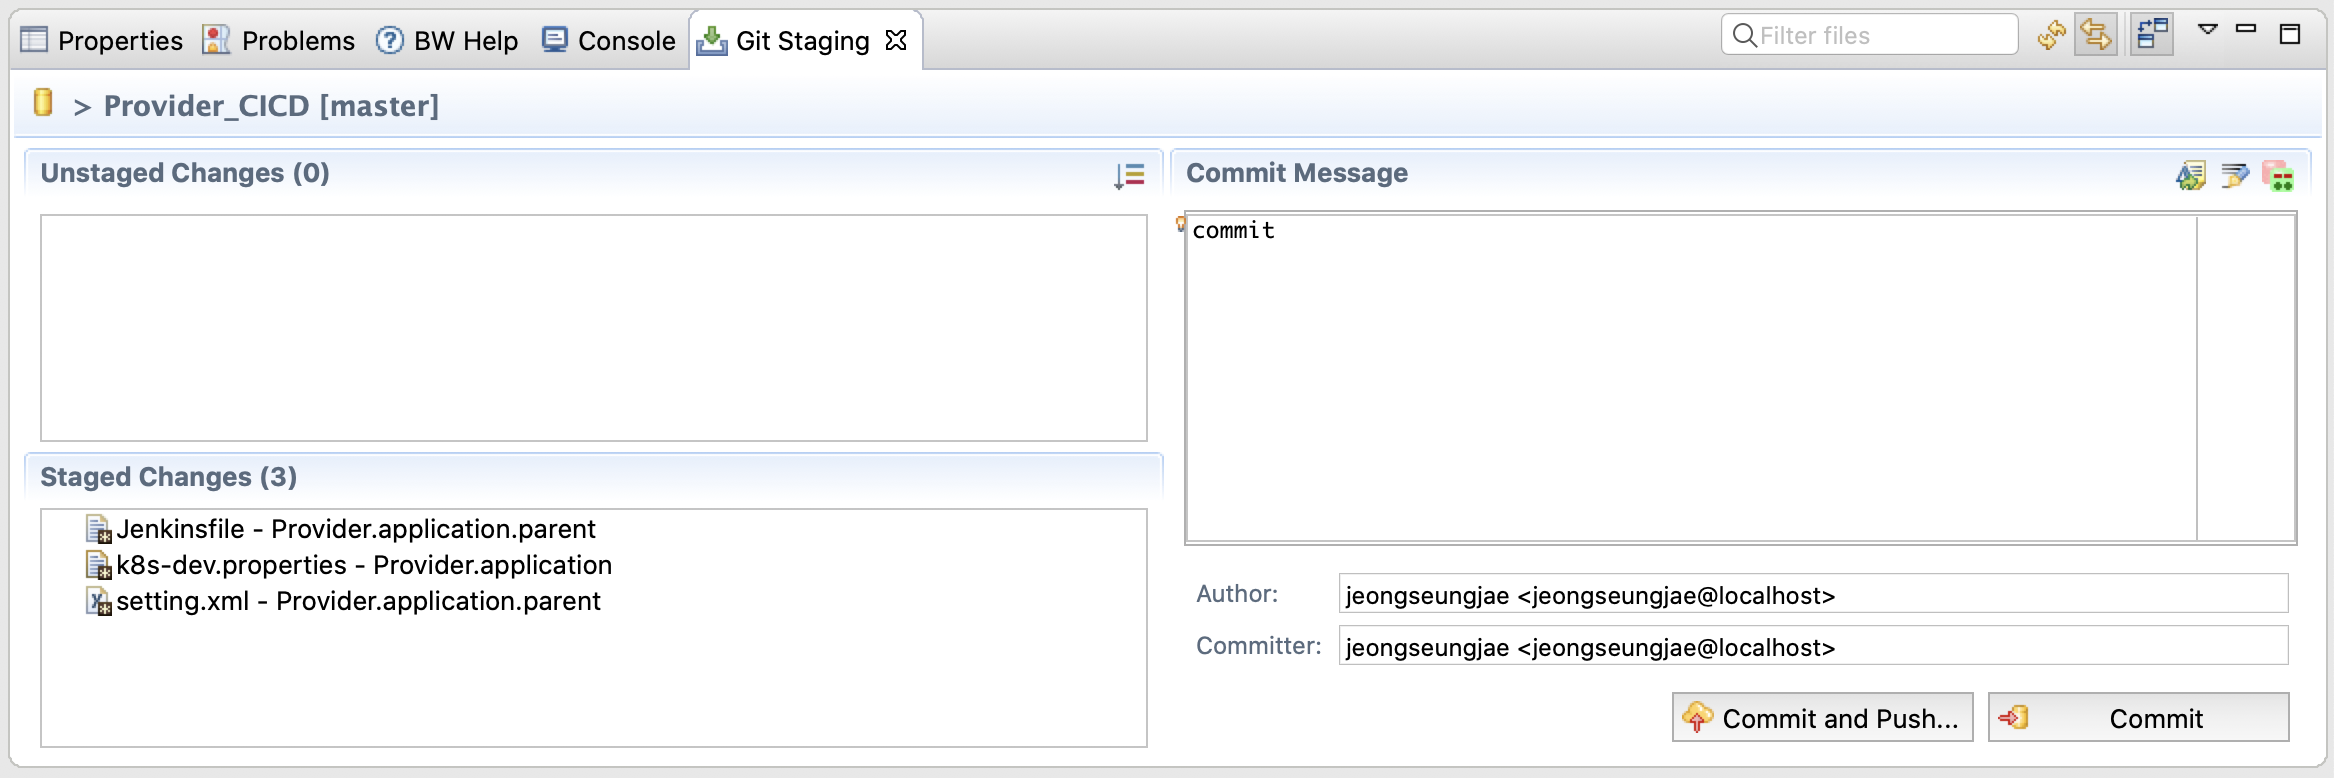 Properties Problems BW Help Console Git Staging Filter files
> Provider_CICD [master]
Unstaged Changes (0)
Commit Message
commit
Staged Changes (3)
Jenkinsfile - Provider.application.parent
k8s-dev.properties - Provider.application
setting.xml - Provider.application.parent
Author: jeongseungjae <jeongseungjae@localhost>
Committer: jeongseungjae <jeongseungjae@localhost>
Commit and Push... Commit